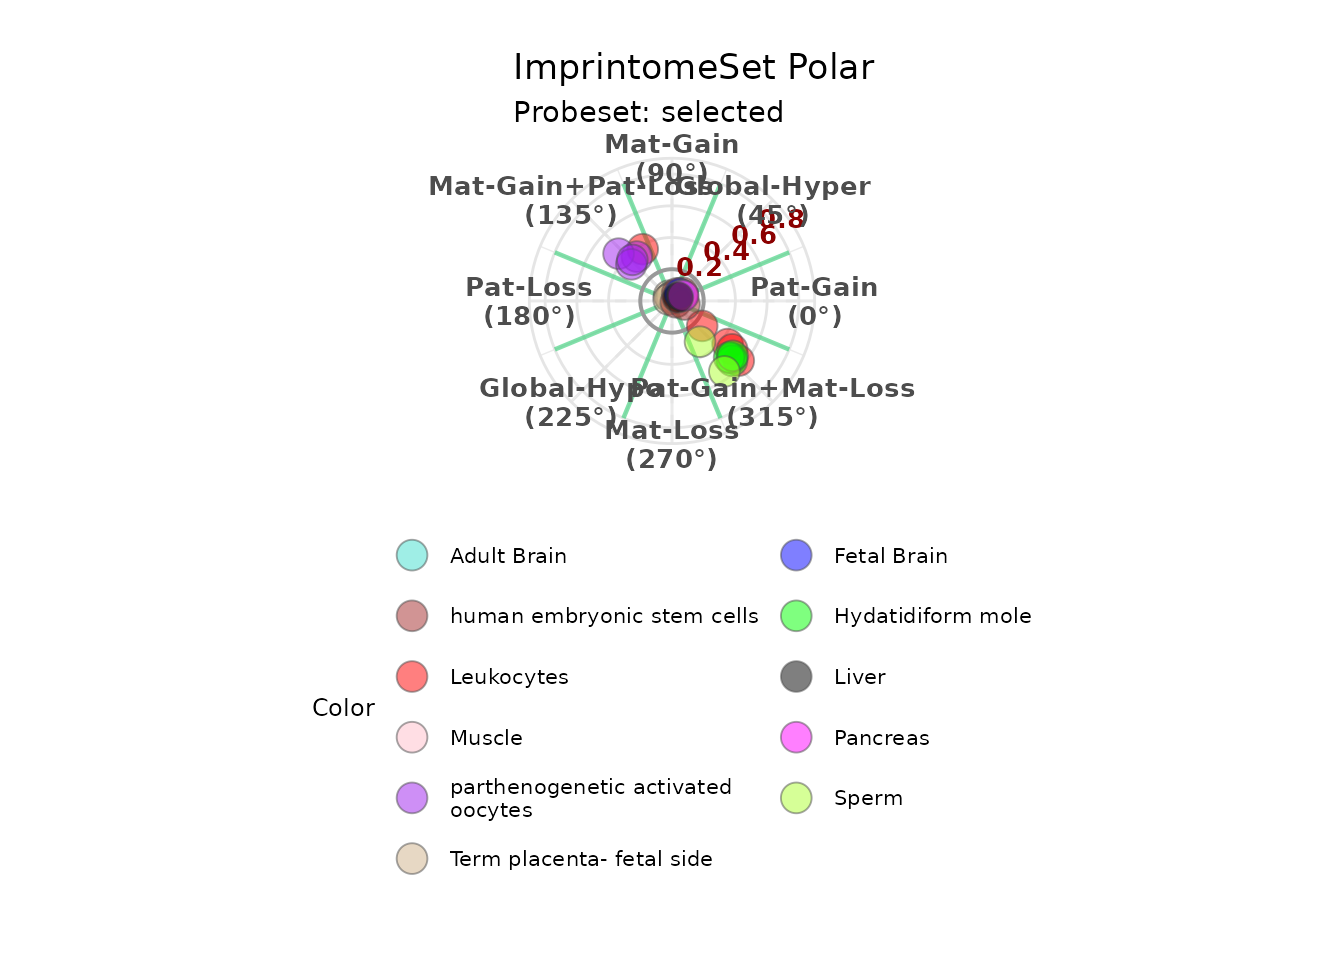 ImprintomeSet Polar
Probeset: selected
Mat-Gain
(90°)
Mat-Gain+Pat-Loss
(135°)
Global-Hyper
(45°)
0.8
0.6
0.4
0.2
Pat-Loss
(180°)
Pat-Gain
(0°)
Global-Hypo
(225°)
Pat-Gain+Mat-Loss
(315°)
Mat-Loss
(270°)
Color
Adult Brain
human embryonic stem cells
Leukocytes
Muscle
parthenogenetic activated
oocytes
Term placenta- fetal side
Fetal Brain
Hydatidiform mole
Liver
Pancreas
Sperm